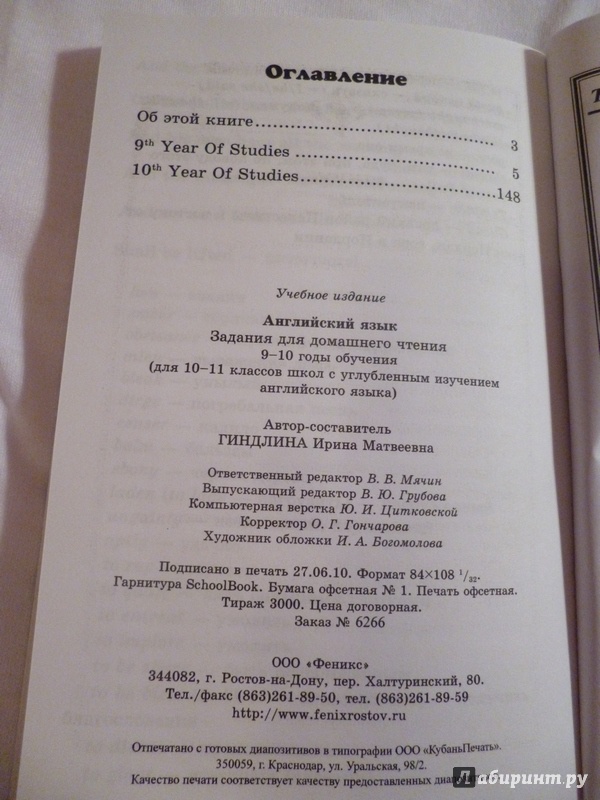 Оглавление
Об этой книге.................................................. 3
9th Year Of Studies .......................................... 5
10th Year Of Studies........................................148
Учебное издание
Английский язык
Задания для домашнего чтения
9–10 годы обучения
(для 10–11 классов школ с углубленным изучением
английского языка)
Автор-составитель
ГИНДЛИНА Ирина Матвеевна
Ответственный редактор В. В. Мячин
Выпускающий редактор В. Ю. Грубова
Компьютерная верстка Ю. И. Цитковской
Корректор О. Г. Гончарова
Художник обложки И. А. Богомолова
Подписано в печать 27.06.10. Формат 84×108 1/32.
Гарнитура SchoolBook. Бумага офсетная № 1. Печать офсетная.
Тираж 3000. Цена договорная.
Заказ № 6266
ООО «Феникс»
344082, г. Ростов-на-Дону, пер. Халтуринский, 80.
Тел./факс (863)261-89-50, тел. (863)261-89-59
http://www.fenixrostov.ru
Отпечатано с готовых диапозитивов в типографии ООО «КубаньПечать».
350059, г. Краснодар, ул. Уральская, 98/2.
Качество печати соответствует качеству предоставленных
Лабиринт.ру